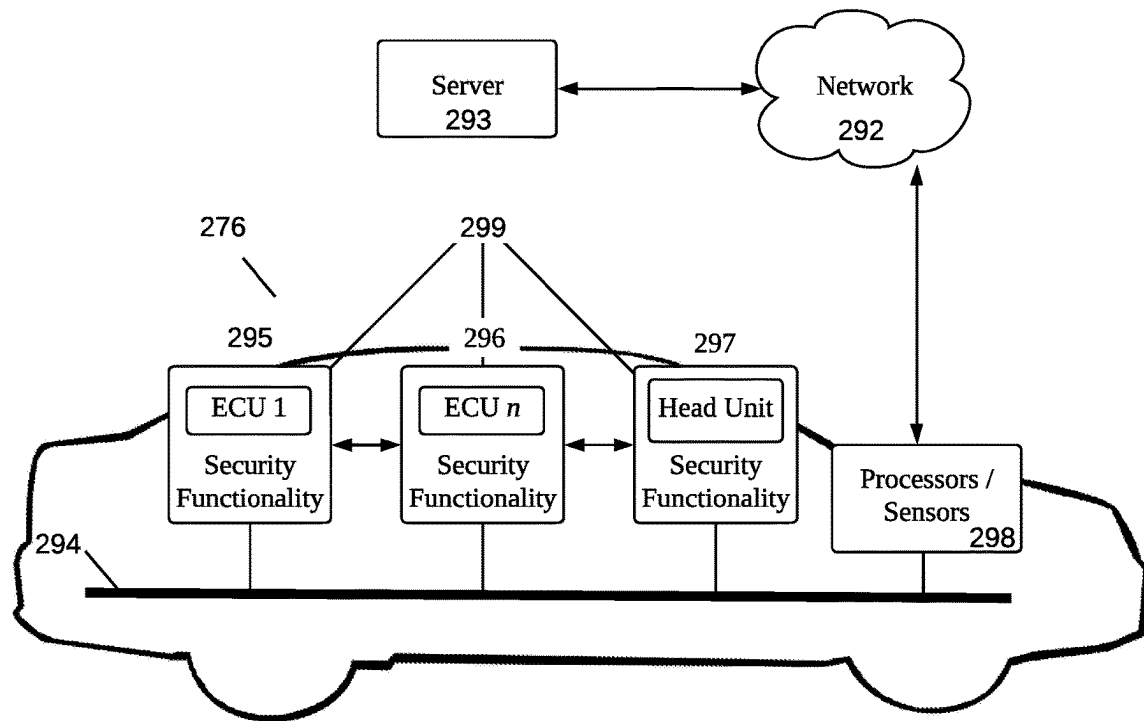 Server
293
Network
292
276
299
295
296
297
ECU 1
Security
Functionality
ECU n
Security
Functionality
Head Unit
Security
Functionality
Processors /
Sensors
298
294